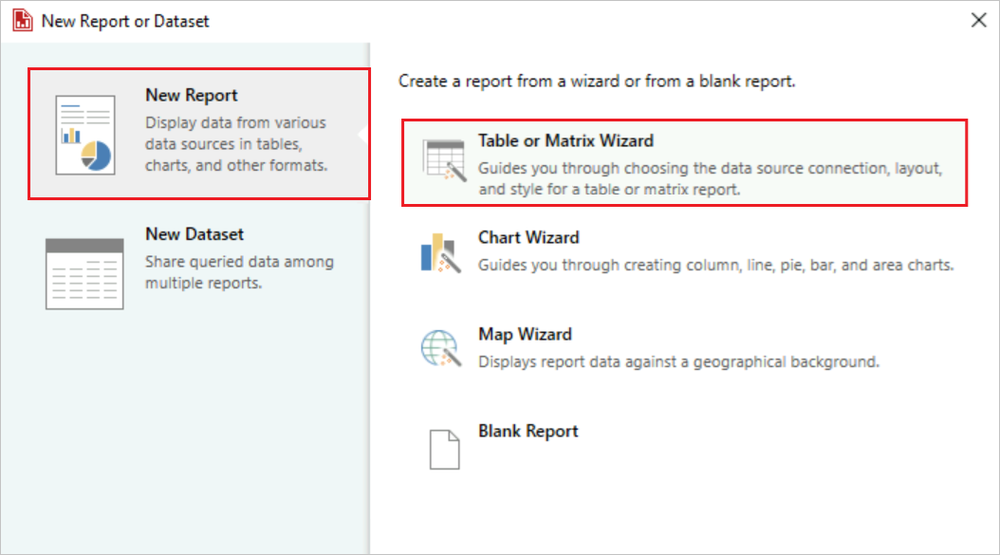 New Report or Dataset
New Report
Display data from various
data sources in tables,
charts, and other formats.
New Dataset
Share queried data among
multiple reports.
Create a report from a wizard or from a blank report.
Table or Matrix Wizard
Guides you through choosing the data source connection, layout,
and style for a table or matrix report.
Chart Wizard
Guides you through creating column, line, pie, bar, and area charts.
Map Wizard
Displays report data against a geographical background.
Blank Report